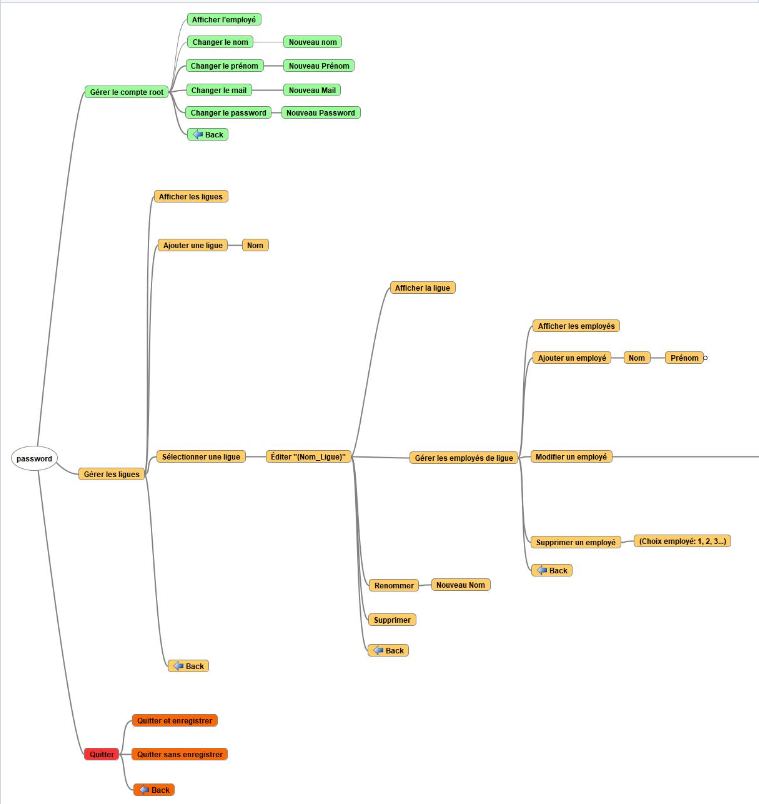 Afficher l'employé
Changer le nom
Nouveau nom
Changer le prénom
Nouveau Prénom
Gérer le compte root
Changer le mail
Nouveau Mail
Changer le password
Nouveau Password
Back
Afficher les ligues
Ajouter une ligue
Nom
Afficher la ligue
Afficher les employés
Ajouter un employé
Nom
Prénom
password
Gérer les ligues
Sélectionner une ligue
Éditer "(Nom_Ligue)"
Gérer les employés de ligue
Modifier un employé
Supprimer un employé
(Choix employé: 1, 2, 3...)
Back
Renommer
Nouveau Nom
Supprimer
Back
Back
Quitter et enregistrer
Quitter
Quitter sans enregistrer
Back